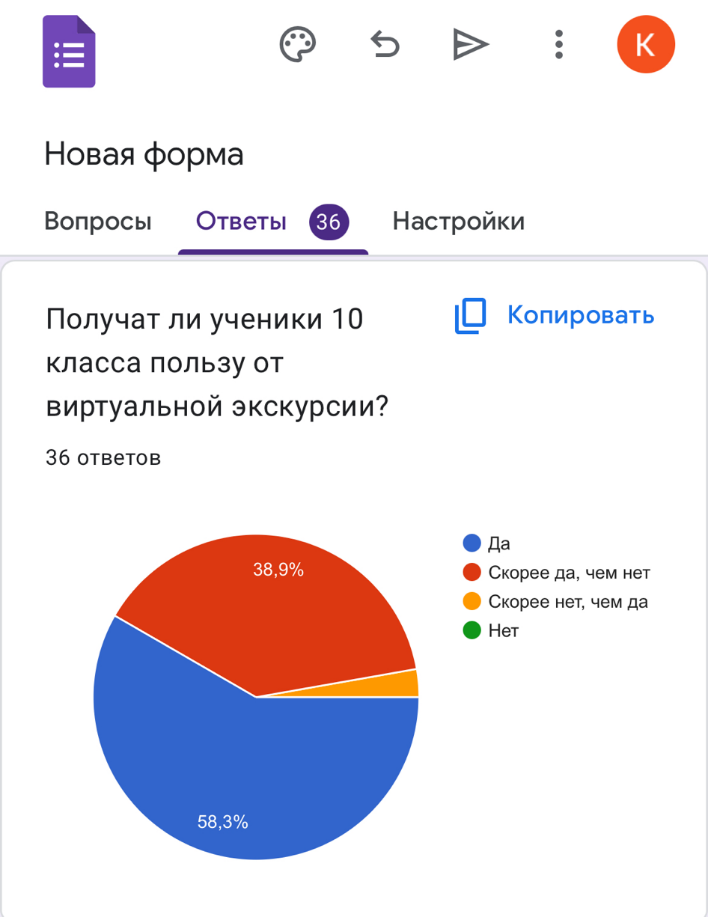 К
Новая форма
Вопросы Ответы 36 Настройки
Получат ли ученики 10
класса пользу от
виртуальной экскурсии?
Копировать
36 ответов
38,9%
58,3%
Да
Скорее да, чем нет
Скорее нет, чем да
Нет